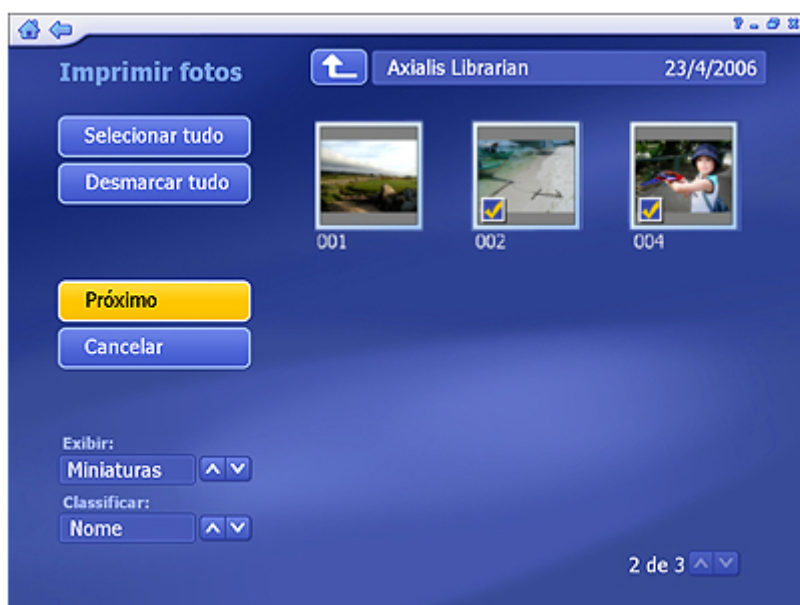 Imprimir fotos
Axialis Librarian 23/4/2006
Selecionar tudo
Desmarcar tudo
001 002 004
Próximo
Cancelar
Exibir:
Miniaturas
Classificar:
Nome
2 de 3